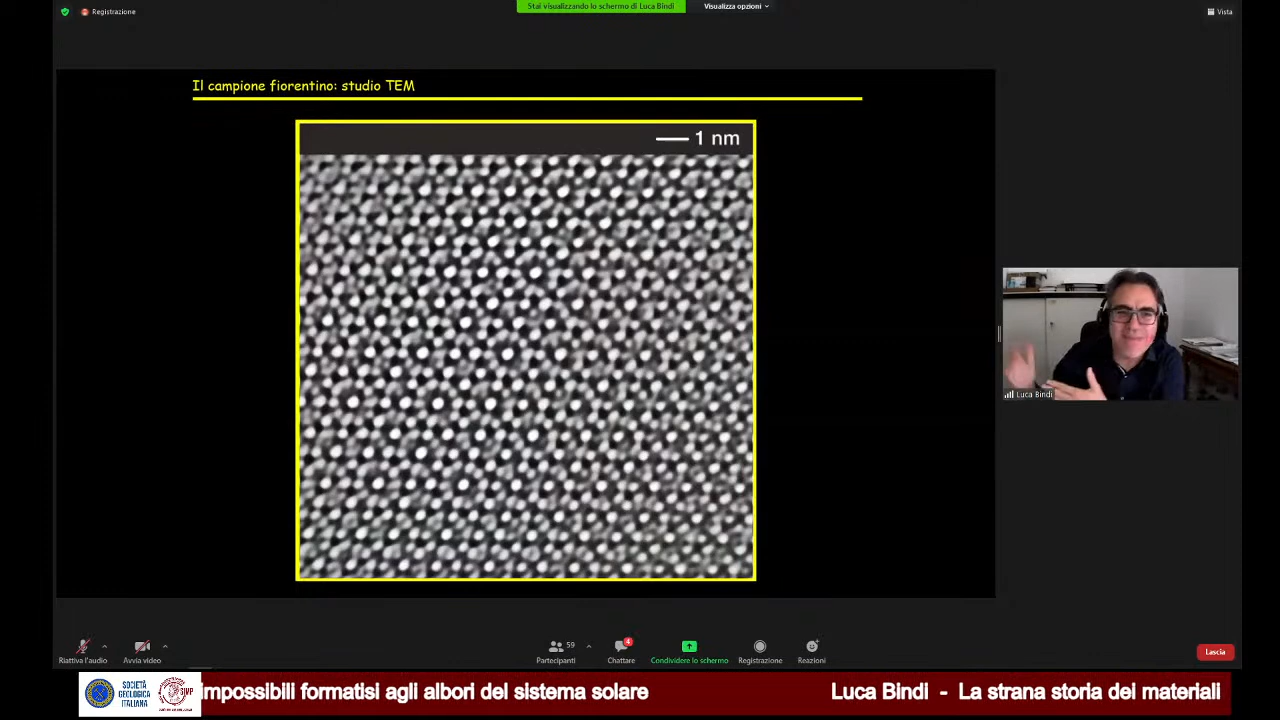 Registrazione
Stai visualizzando lo schermo di Luca Bindi
Visualizza opzioni
Vista
Il campione fiorentino: studio TEM
1 nm
Luca Bindi
Riattiva l'audio
Avvia video
59
Partecipanti
4
Chattare
Condividere lo schermo
Registrazione
Reazioni
Lascia
SOCIETÀ
GEOLOGICA
ITALIANA
impossibili formatisi agli albori del sistema solare
Luca Bindi - La strana storia dei materiali